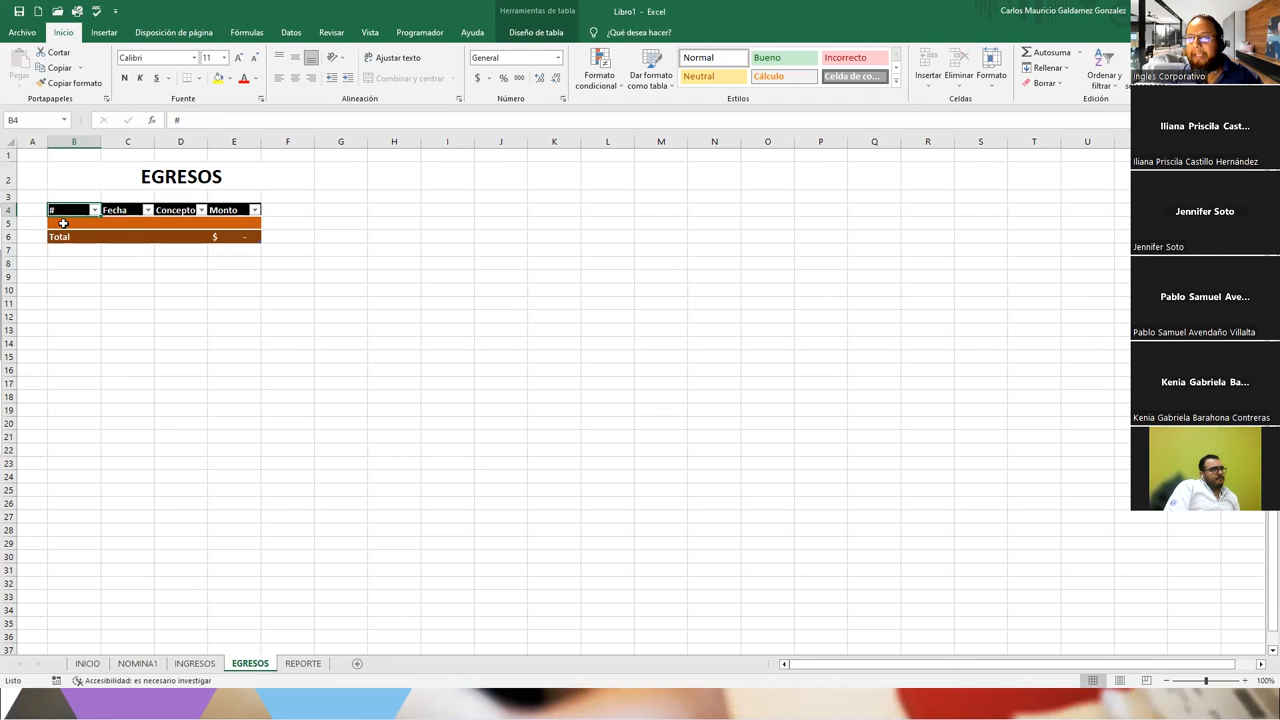 Herramientas de tabla
Libro1 - Excel
Carlos Mauricio Galdamez Gonzalez
Archivo Inicio Insertar Disposición de página Fórmulas Datos Revisar Vista Programador Ayuda Diseño de tabla ¿Qué desea hacer?
Pegar
Cortar
Copiar
Copiar formato
Portapapeles
Calibri 11
N K S
Fuente
Ajustar texto
Combinar y centrar
Alineación
General
$ % 000
Número
Formato condicional
Dar formato como tabla
Normal Bueno Incorrecto
Neutral Cálculo Celda de co...
Estilos
Insertar Eliminar Formato
Celdas
Autosuma
Rellenar
Borrar
Ordenar y
filtrar
Edición
B4 fx #
A B C D E F G H I J K L M N O P Q R S T U
1
2 EGRESOS
3
4 # Fecha Concepto Monto
5
6 Total $ -
7
8
9
10
11
12
13
14
15
16
17
18
19
20
21
22
23
24
25
26
27
28
29
30
31
32
33
34
35
36
37
INICIO NOMINA1 INGRESOS EGRESOS REPORTE
Listo Accesibilidad: es necesario investigar 100%
Ingles Corporativo
Iliana Priscila Cast...
Iliana Priscila Castillo Hernández
Jennifer Soto
Jennifer Soto
Pablo Samuel Ave...
Pablo Samuel Avendaño Villalta
Kenia Gabriela Ba...
Kenia Gabriela Barahona Contreras